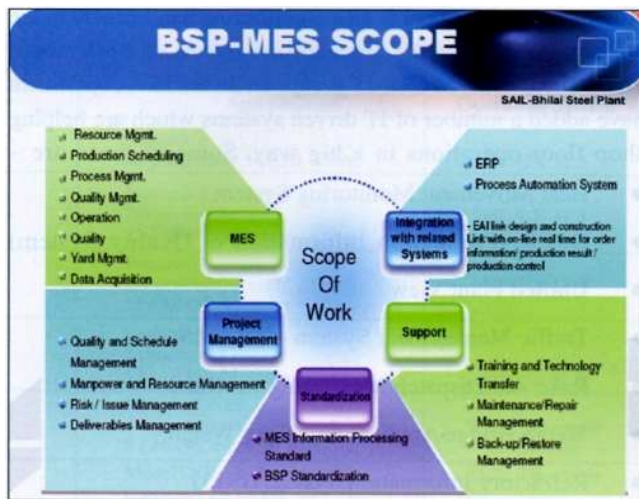 BSP-MES SCOPE
SAIL-Bhilai Steel Plant
Resource Mgmt.
Production Scheduling
Process Mgmt.
Quality Mgmt.
Operation
Quality
Yard Mgmt.
Data Acquisition
MES
Scope
Of
Work
Integration
with relased
Systems
ERP
Process Automation System
- EAI link design and construction
Link with on-line real time for order
information/ production result /
production control
Project
Management
Quality and Schedule
Management
Manpower and Resource Management
Risk / Issue Management
Deliverables Management
Standardization
MES Information Processing
Standard
BSP Standardization
Support
Training and Technology
Transfer
Maintenance/Repair
Management
Back-up/Restore
Management